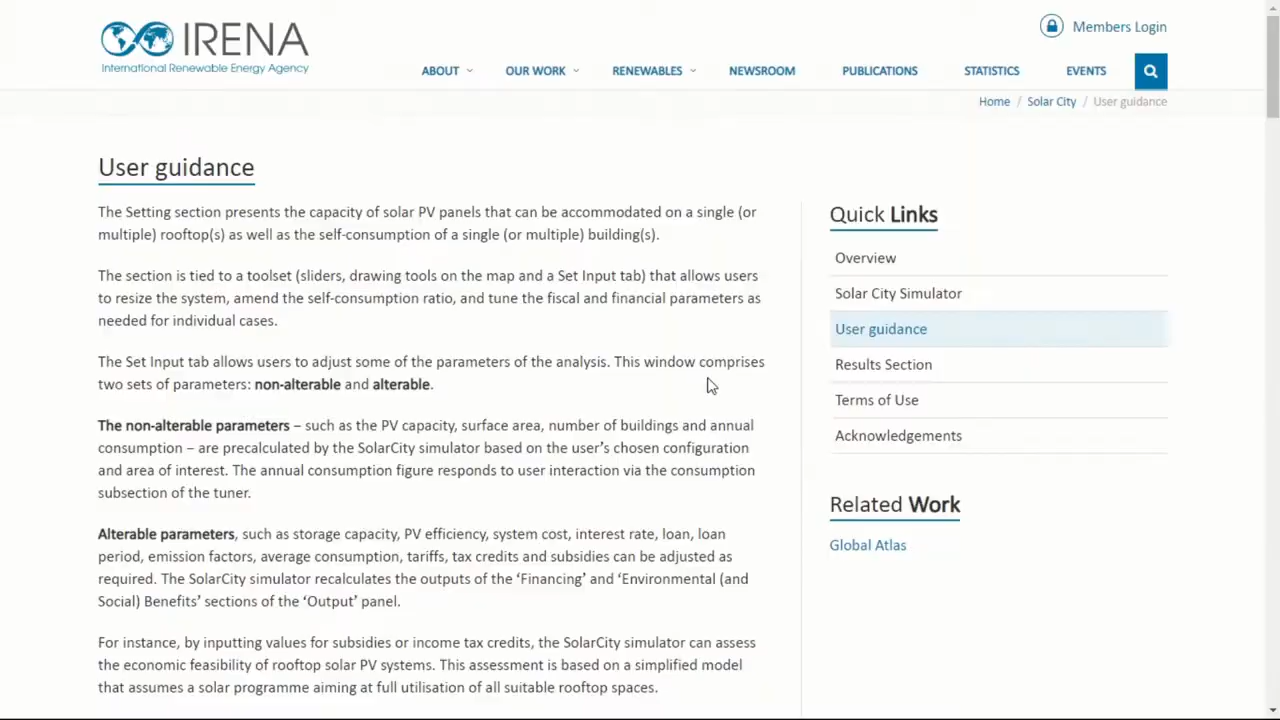 IRENA
International Renewable Energy Agency
Members Login
ABOUT
OUR WORK
RENEWABLES
NEWSROOM
PUBLICATIONS
STATISTICS
EVENTS
Home / Solar City / User guidance
User guidance
The Setting section presents the capacity of solar PV panels that can be accommodated on a single (or
multiple) rooftop(s) as well as the self-consumption of a single (or multiple) building(s).
The section is tied to a toolset (sliders, drawing tools on the map and a Set Input tab) that allows users
to resize the system, amend the self-consumption ratio, and tune the fiscal and financial parameters as
needed for individual cases.
The Set Input tab allows users to adjust some of the parameters of the analysis. This window comprises
two sets of parameters: non-alterable and alterable.
The non-alterable parameters – such as the PV capacity, surface area, number of buildings and annual
consumption – are precalculated by the SolarCity simulator based on the user’s chosen configuration
and area of interest. The annual consumption figure responds to user interaction via the consumption
subsection of the tuner.
Alterable parameters, such as storage capacity, PV efficiency, system cost, interest rate, loan, loan
period, emission factors, average consumption, tariffs, tax credits and subsidies can be adjusted as
required. The SolarCity simulator recalculates the outputs of the ‘Financing’ and ‘Environmental (and
Social) Benefits’ sections of the ‘Output’ panel.
For instance, by inputting values for subsidies or income tax credits, the SolarCity simulator can assess
the economic feasibility of rooftop solar PV systems. This assessment is based on a simplified model
that assumes a solar programme aiming at full utilisation of all suitable rooftop spaces.
Quick Links
Overview
Solar City Simulator
User guidance
Results Section
Terms of Use
Acknowledgements
Related Work
Global Atlas